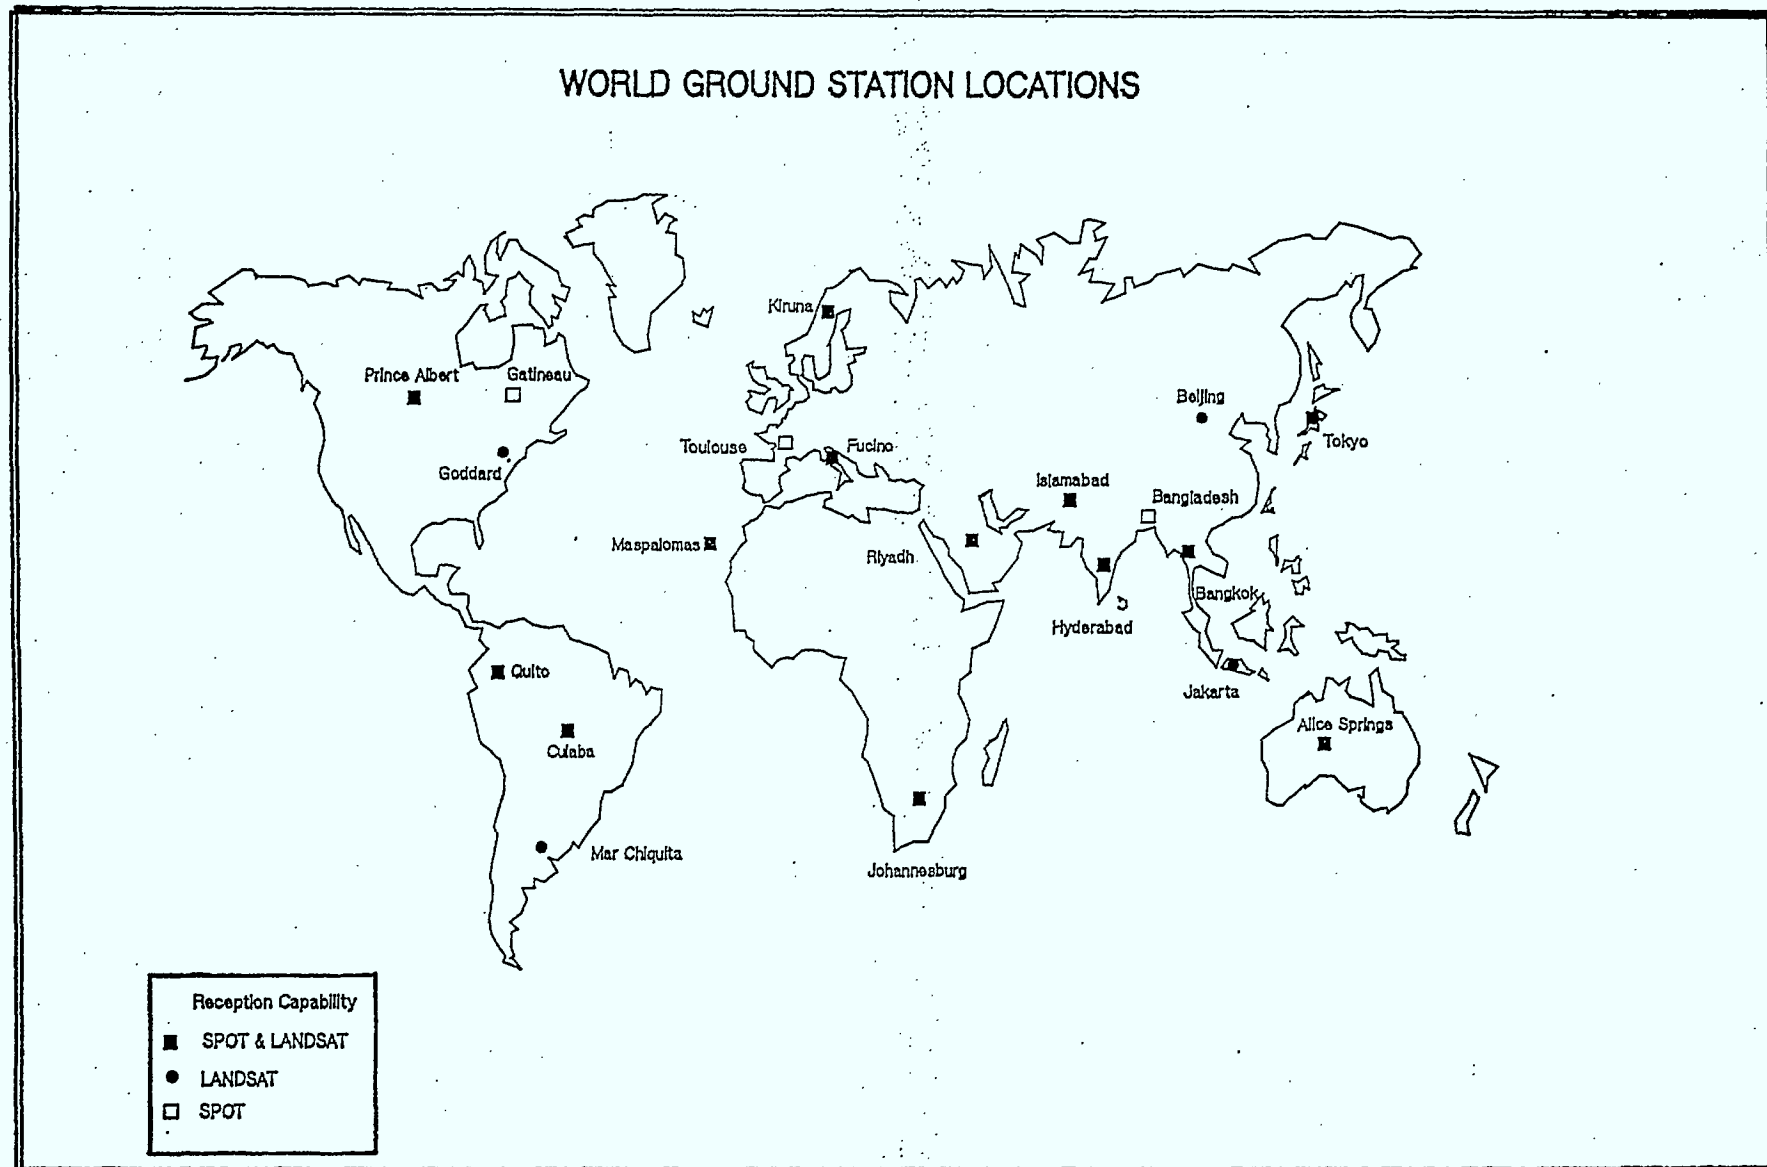 WORLD GROUND STATION LOCATIONS
Kiruna
Prince Albert
Gatineau
Beijing
Toulouse
Fucino
Tokyo
Goddard
Islamabad
Bangladesh
Maspalomas
Riyadh
Bangkok
Hyderabad
Quito
Jakarta
Alice Springs
Cuiaba
Mar Chiquita
Johannesburg
Reception Capability
SPOT & LANDSAT
LANDSAT
SPOT